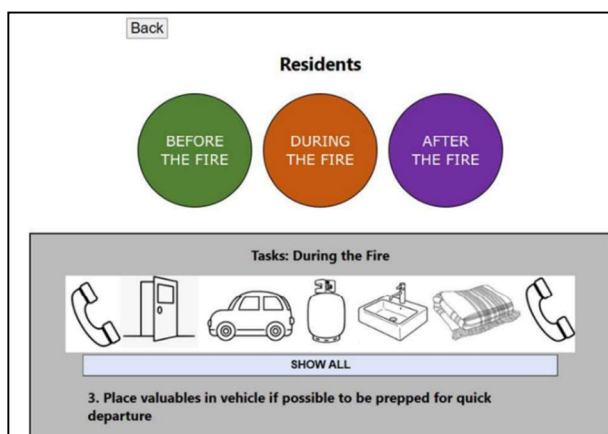 Back
Residents
BEFORE
THE FIRE
DURING
THE FIRE
AFTER
THE FIRE
Tasks: During the Fire
SHOW ALL
3. Place valuables in vehicle if possible to be prepped for quick
departure